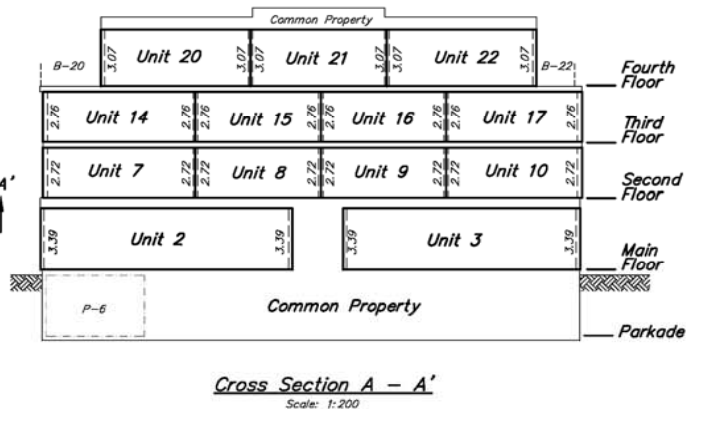 Common Property
B-20 3.07 Unit 20 3.07 3.07 Unit 21 3.07 3.07 Unit 22 3.07 B-22
Fourth
Floor
2.76 Unit 14 2.76 2.76 Unit 15 2.76 2.76 Unit 16 2.76 2.76 Unit 17 2.76
Third
Floor
2.72 Unit 7 2.72 2.72 Unit 8 2.72 2.72 Unit 9 2.72 2.72 Unit 10 2.72
Second
Floor
A'
3.39 Unit 2 3.39 3.39 Unit 3 3.39
Main
Floor
P-6 Common Property
Parkade
Cross Section A - A'
Scale: 1:200